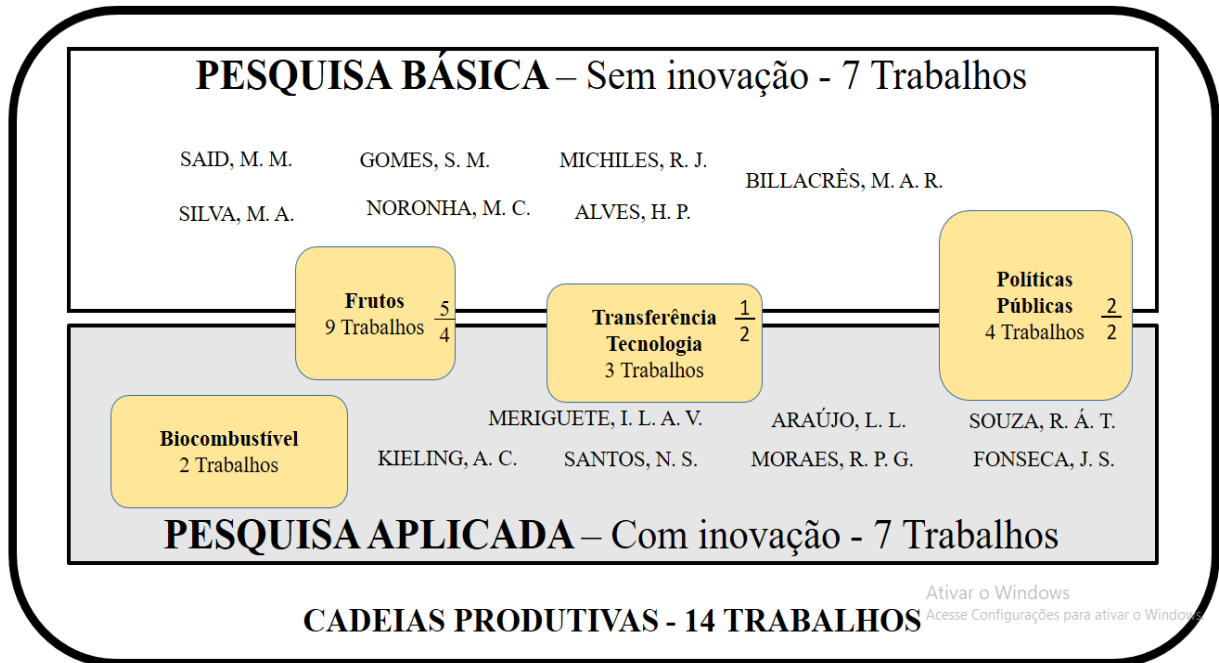 PESQUISA BÁSICA – Sem inovação - 7 Trabalhos
SAID, M. M.
GOMES, S. M.
MICHILES, R. J.
BILLACRÊS, M. A. R.
SILVA, M. A.
NORONHA, M. C.
ALVES, H. P.
Frutos
9 Trabalhos
5
4
Transferência
Tecnologia
3 Trabalhos
1
2
Políticas
Públicas
4 Trabalhos
2
2
Biocombustível
2 Trabalhos
MERIGUETE, I. L. A. V.
ARAÚJO, L. L.
SOUZA, R. Á. T.
KIELING, A. C.
SANTOS, N. S.
MORAES, R. P. G.
FONSECA, J. S.
PESQUISA APLICADA – Com inovação - 7 Trabalhos
CADEIAS PRODUTIVAS - 14 TRABALHOS
Ativar o Windows
Acesse Configurações para ativar o Windows